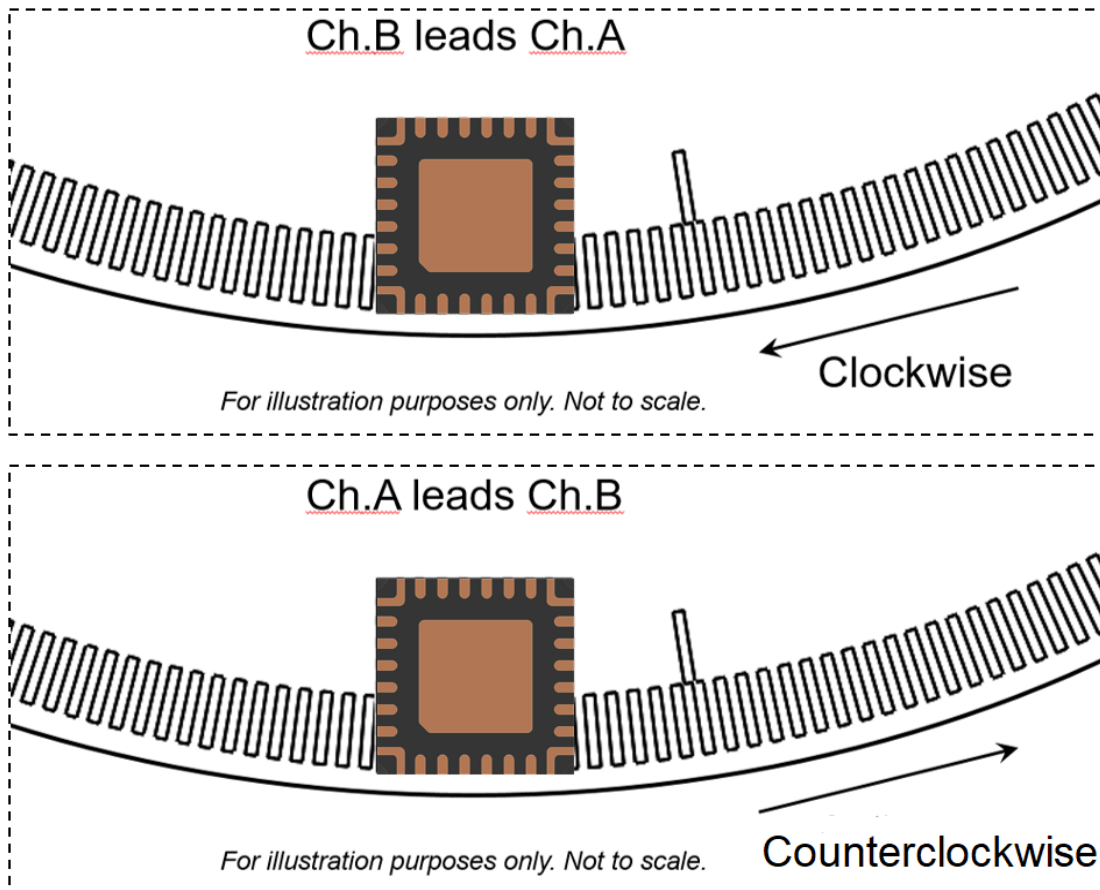 Ch.B leads Ch.A
Clockwise
For illustration purposes only. Not to scale.
Ch.A leads Ch.B
Counterclockwise
For illustration purposes only. Not to scale.